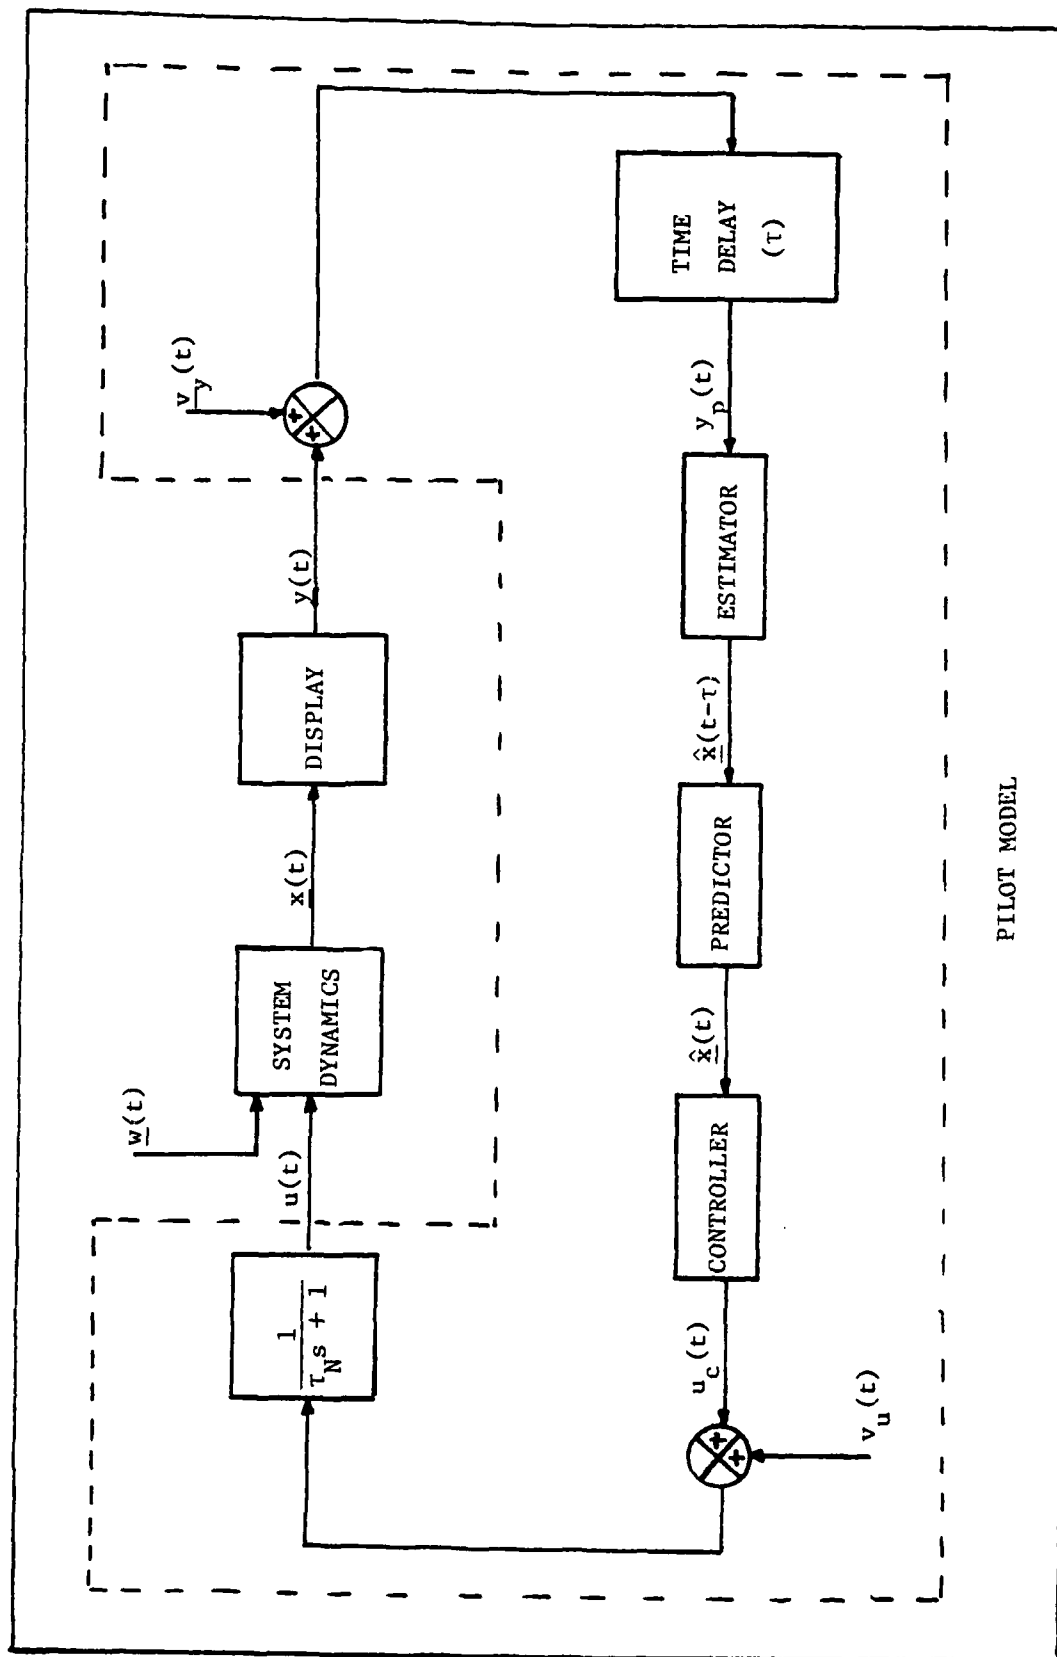 v_y(t)
w(t)
1
τ_N s + 1
u(t)
SYSTEM
DYNAMICS
x(t)
DISPLAY
y(t)
+
+
u_c(t)
CONTROLLER
x̂(t)
PREDICTOR
x̂(t-τ)
ESTIMATOR
y_p(t)
TIME
DELAY
(τ)
+
+
v_u(t)
PILOT MODEL